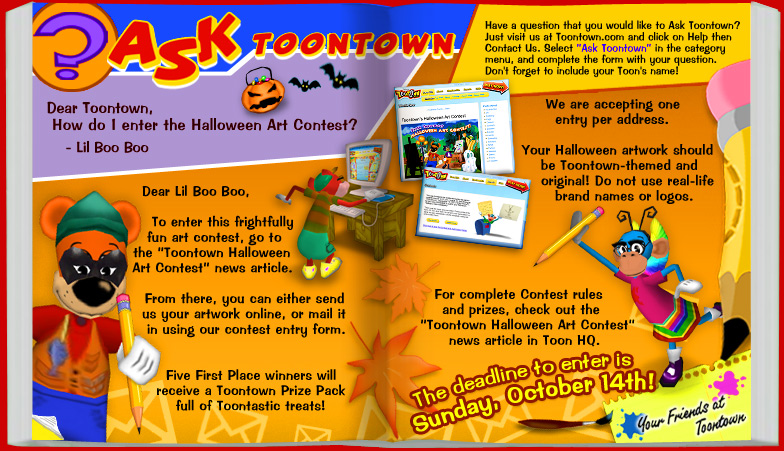 ?
ASK TOONTOWN
Dear Toontown,
How do I enter the Halloween Art Contest?
- Lil Boo Boo
Dear Lil Boo Boo,
To enter this frightfully
fun art contest, go to
the "Toontown Halloween
Art Contest" news article.
From there, you can either send
us your artwork online, or mail it
in using our contest entry form.
Five First Place winners will
receive a Toontown Prize Pack
full of Toontastic treats!
Have a question that you would like to Ask Toontown?
Just visit us at Toontown.com and click on Help then
Contact Us. Select "Ask Toontown" in the category
menu, and complete the form with your question.
Don't forget to include your Toon's name!
Toontown's Halloween Art Contest
HALLOWEEN ART CONTEST
We are accepting one
entry per address.
Your Halloween artwork should
be Toontown-themed and
original! Do not use real-life
brand names or logos.
For complete Contest rules
and prizes, check out the
"Toontown Halloween Art Contest"
news article in Toon HQ.
The deadline to enter is
Sunday, October 14th!
Your Friends at
Toontown